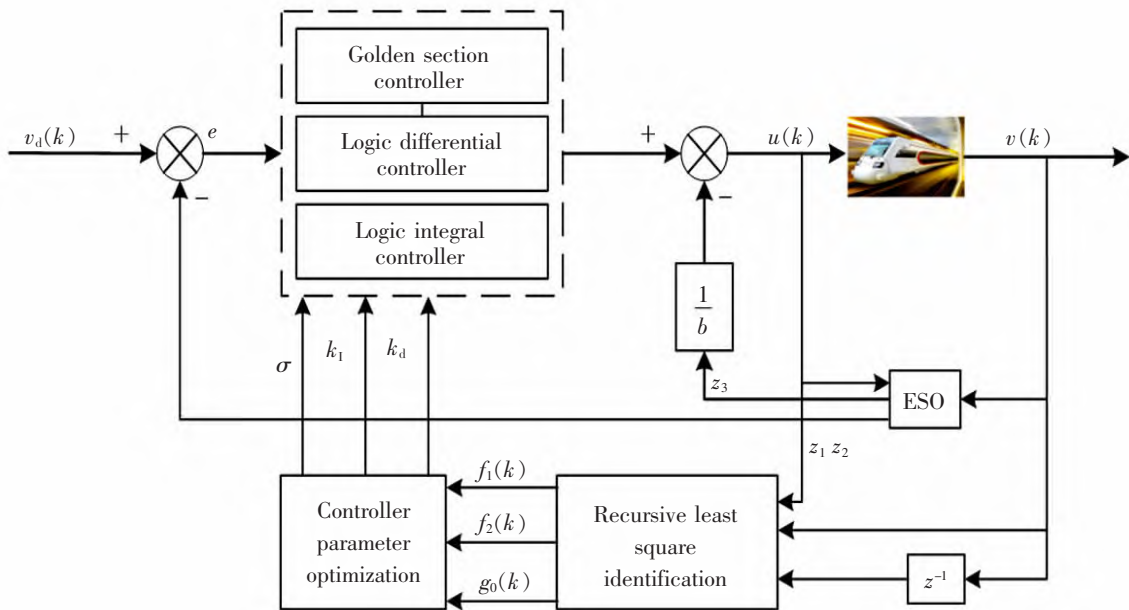 Golden section
controller
v_d(k)
+
e
−
Logic differential
controller
Logic integral
controller
+
−
u(k)
v(k)
1/b
σ
k_I
k_d
z_3
ESO
z_1 z_2
Controller
parameter
optimization
f_1(k)
f_2(k)
g_0(k)
Recursive least
square
identification
z^{-1}